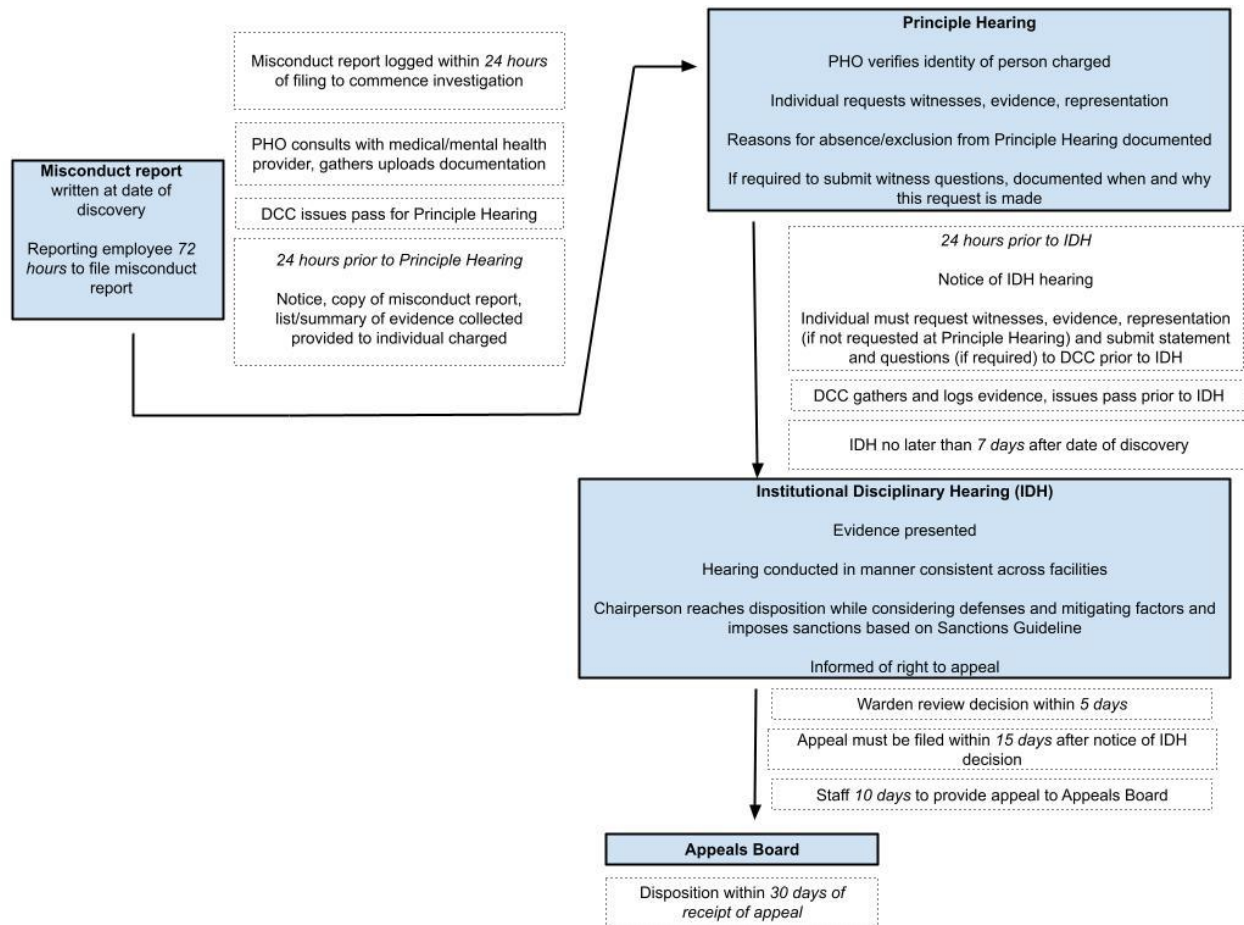 Misconduct report
written at date of
discovery
Reporting employee 72
hours to file misconduct
report
Misconduct report logged within 24 hours
of filing to commence investigation
PHO consults with medical/mental health
provider, gathers uploads documentation
DCC issues pass for Principle Hearing
24 hours prior to Principle Hearing
Notice, copy of misconduct report,
list/summary of evidence collected
provided to individual charged
Principle Hearing
PHO verifies identity of person charged
Individual requests witnesses, evidence, representation
Reasons for absence/exclusion from Principle Hearing documented
If required to submit witness questions, documented when and why
this request is made
24 hours prior to IDH
Notice of IDH hearing
Individual must request witnesses, evidence, representation
(if not requested at Principle Hearing) and submit statement
and questions (if required) to DCC prior to IDH
DCC gathers and logs evidence, issues pass prior to IDH
IDH no later than 7 days after date of discovery
Institutional Disciplinary Hearing (IDH)
Evidence presented
Hearing conducted in manner consistent across facilities
Chairperson reaches disposition while considering defenses and mitigating factors and
imposes sanctions based on Sanctions Guideline
Informed of right to appeal
Warden review decision within 5 days
Appeal must be filed within 15 days after notice of IDH
decision
Staff 10 days to provide appeal to Appeals Board
Appeals Board
Disposition within 30 days of
receipt of appeal